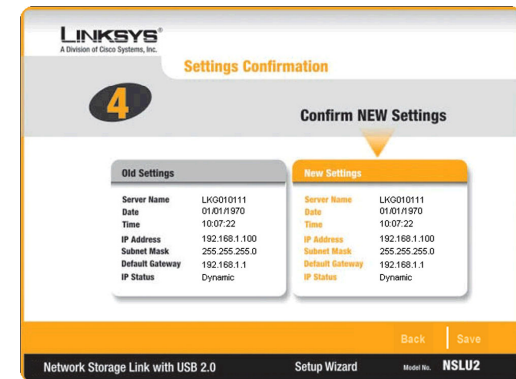 LINKSYS®
A Division of Cisco Systems, Inc.
Settings Confirmation
4
Confirm NEW Settings
Old Settings
Server Name LKG010111
Date 01/01/1970
Time 10:07:22
IP Address 192.168.1.100
Subnet Mask 255.255.255.0
Default Gateway 192.168.1.1
IP Status Dynamic
New Settings
Server Name LKG010111
Date 01/01/1970
Time 10:07:22
IP Address 192.168.1.100
Subnet Mask 255.255.255.0
Default Gateway 192.168.1.1
IP Status Dynamic
Back Save
Network Storage Link with USB 2.0 Setup Wizard Model No. NSLU2